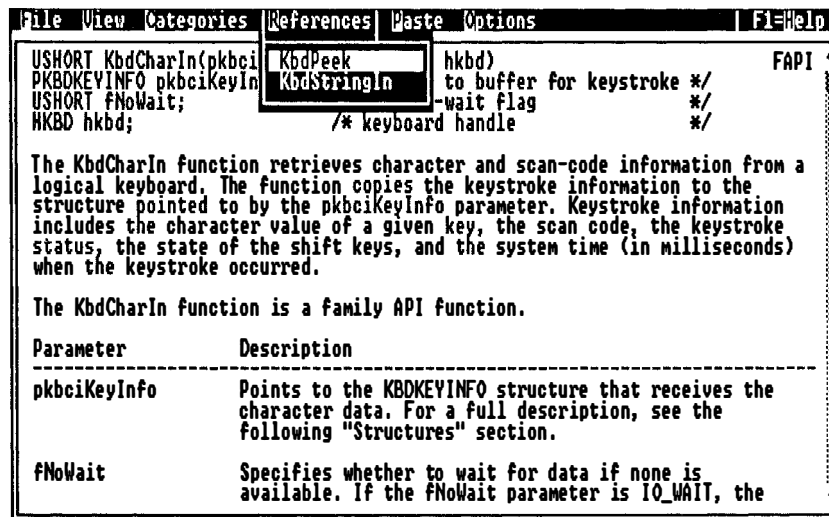 File View Categories References Paste Options F1=Help
USHORT KbdCharIn(pkbci hkbd) FAPI
KbdPeek
PKBDKEYINFO pkbciKeyIn to buffer for keystroke */
KbdStringIn
USHORT fNoWait; -wait flag */
HKBD hkbd; /* keyboard handle */
The KbdCharIn function retrieves character and scan-code information from a
logical keyboard. The function copies the keystroke information to the
structure pointed to by the pkbciKeyInfo parameter. Keystroke information
includes the character value of a given key, the scan code, the keystroke
status, the state of the shift keys, and the system time (in milliseconds)
when the keystroke occurred.
The KbdCharIn function is a family API function.
Parameter Description
pkbciKeyInfo Points to the KBDKEYINFO structure that receives the
character data. For a full description, see the
following "Structures" section.
fNoWait Specifies whether to wait for data if none is
available. If the fNoWait parameter is IO_WAIT, the